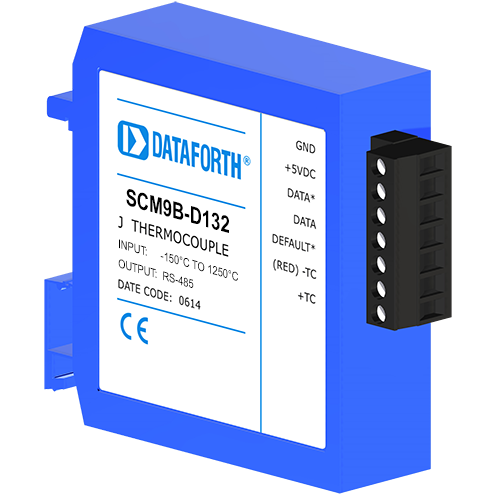 DATAFORTH®
SCM9B-D132
J THERMOCOUPLE
INPUT: -150°C TO 1250°C
OUTPUT: RS-485
DATE CODE: 0614
CE
GND
+5VDC
DATA*
DATA
DEFAULT*
(RED) -TC
+TC